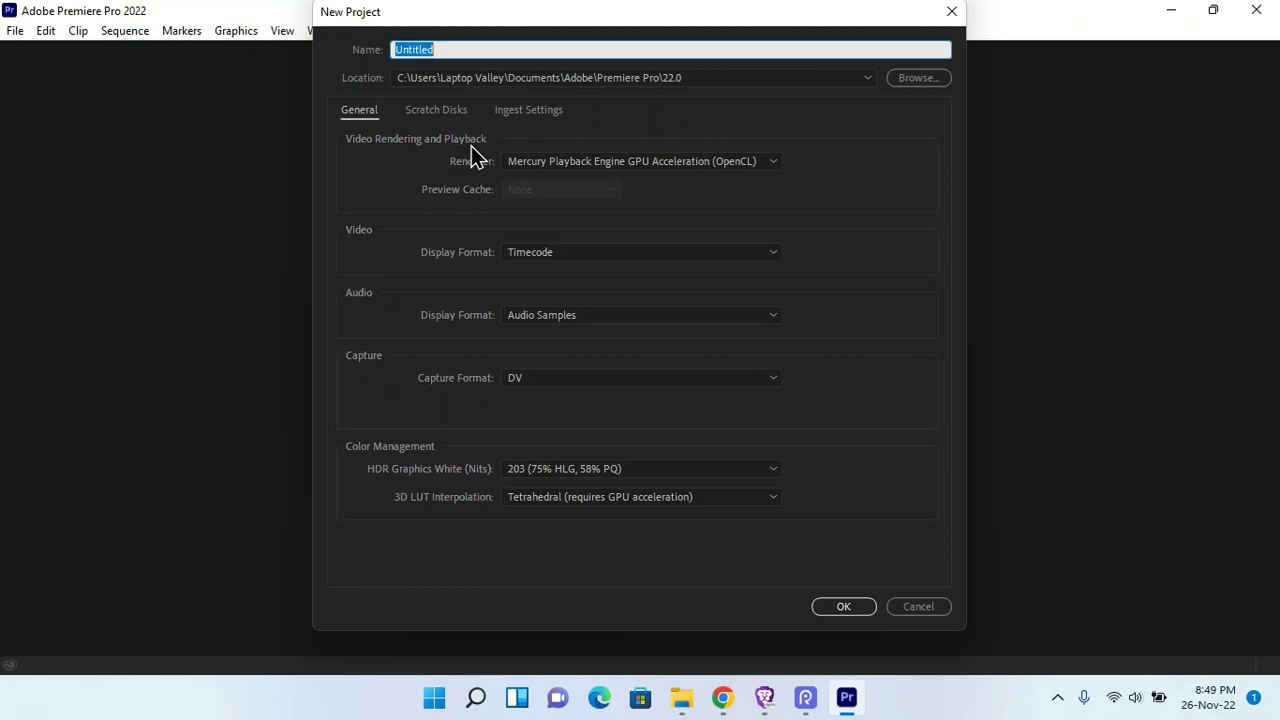 Pr Adobe Premiere Pro 2022
File Edit Clip Sequence Markers Graphics View
New Project
Name: Untitled
Location: C:\Users\Laptop Valley\Documents\Adobe\Premiere Pro\22.0 Browse...
General Scratch Disks Ingest Settings
Video Rendering and Playback
Mercury Playback Engine GPU Acceleration (OpenCL)
Preview Cache: None
Video
Display Format: Timecode
Audio
Display Format: Audio Samples
Capture
Capture Format: DV
Color Management
HDR Graphics White (Nits): 203 (75% HLG, 58% PQ)
3D LUT Interpolation: Tetrahedral (requires GPU acceleration)
OK Cancel
Pr
8:49 PM
26-Nov-22
1